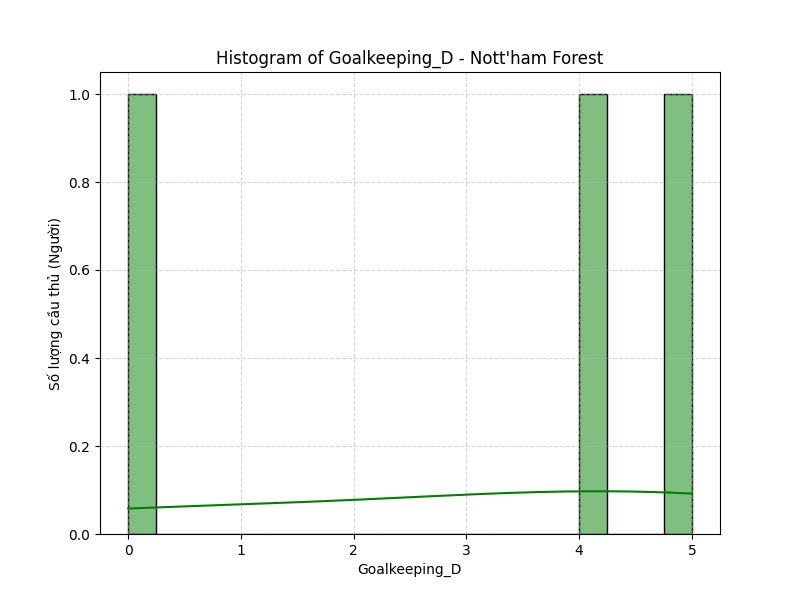 Histogram of Goalkeeping_D - Nott'ham Forest
Số lượng cầu thủ (Người)
1.0
0.8
0.6
0.4
0.2
0.0
0 1 2 3 4 5
Goalkeeping_D